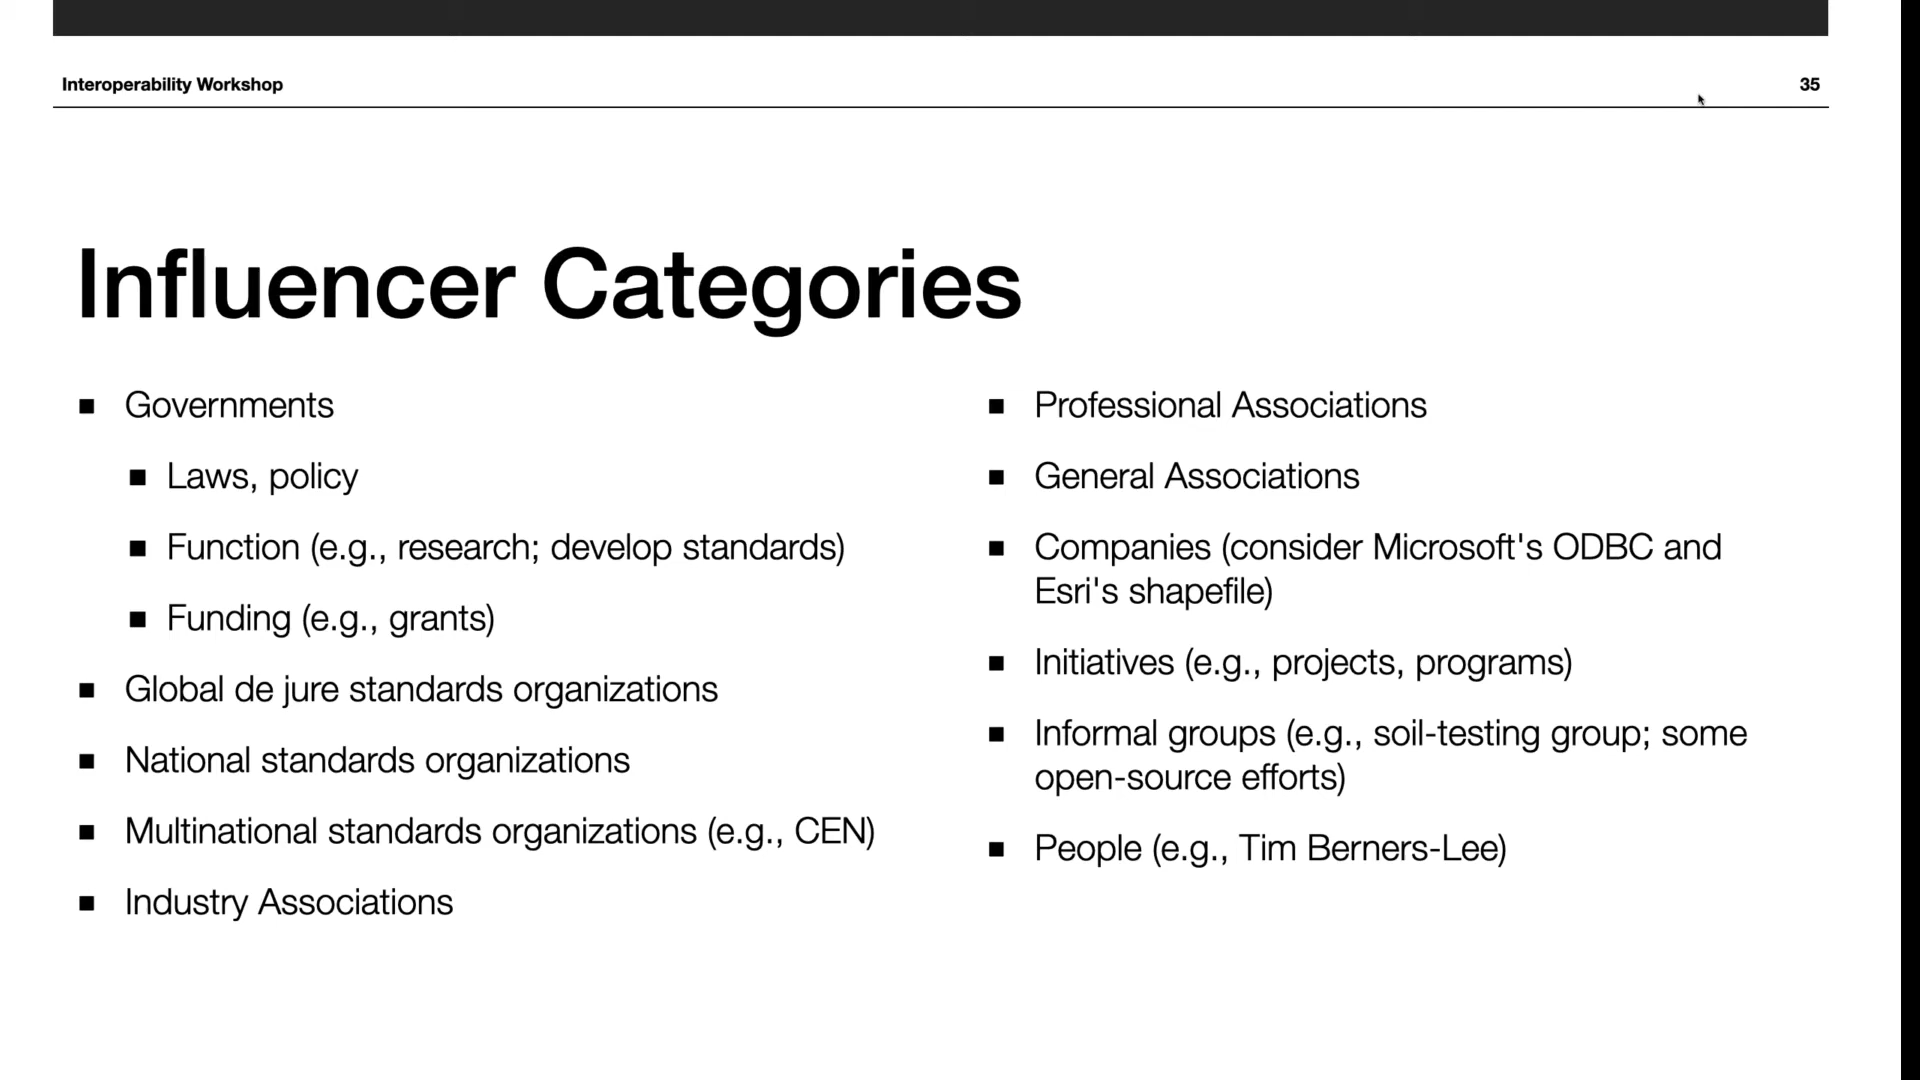 Interoperability Workshop
35
Influencer Categories
■ Governments
■ Laws, policy
■ Function (e.g., research; develop standards)
■ Funding (e.g., grants)
■ Global de jure standards organizations
■ National standards organizations
■ Multinational standards organizations (e.g., CEN)
■ Industry Associations
■ Professional Associations
■ General Associations
■ Companies (consider Microsoft's ODBC and
Esri's shapefile)
■ Initiatives (e.g., projects, programs)
■ Informal groups (e.g., soil-testing group; some
open-source efforts)
■ People (e.g., Tim Berners-Lee)